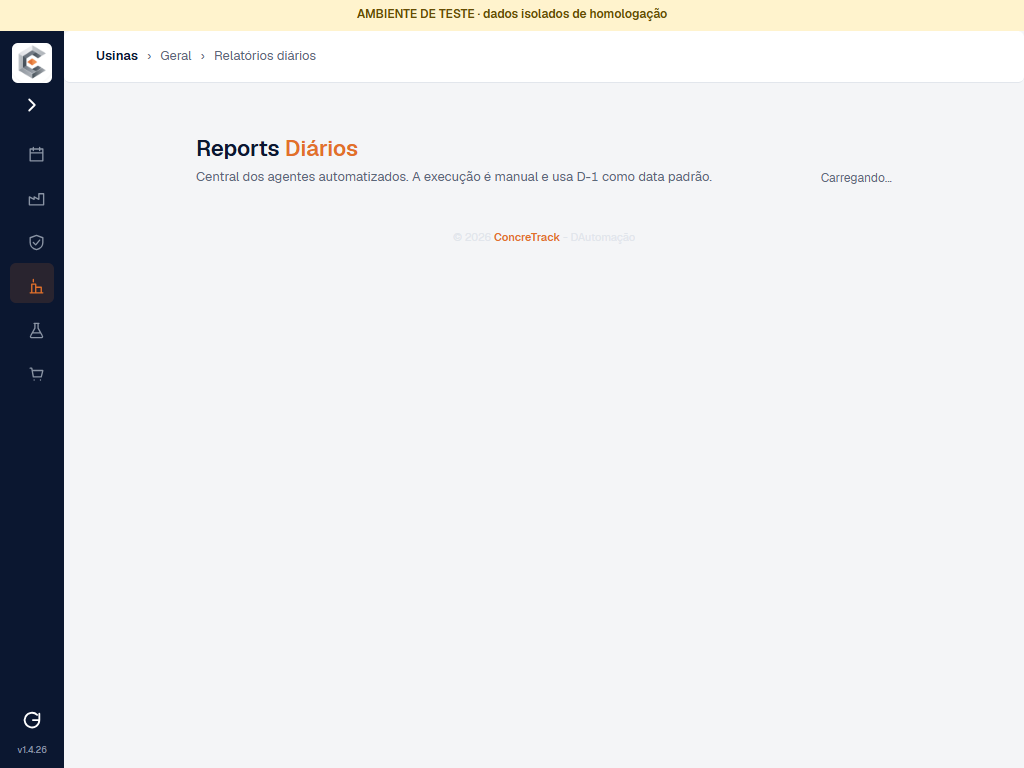 AMBIENTE DE TESTE · dados isolados de homologação
Usinas › Geral › Relatórios diários
Reports Diários
Central dos agentes automatizados. A execução é manual e usa D-1 como data padrão.
Carregando...
© 2026 ConcreTrack - DAutomação
v1.4.26